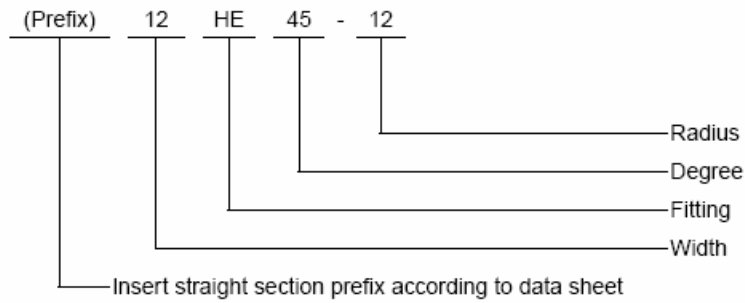 (Prefix) 12 HE 45 - 12
Radius
Degree
Fitting
Width
Insert straight section prefix according to data sheet